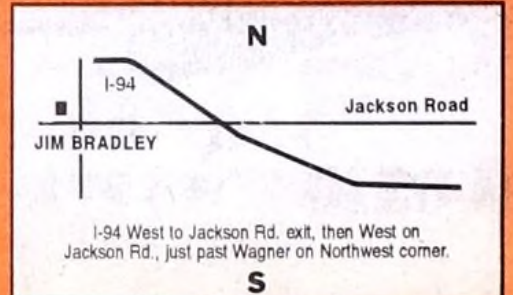 N
I-94
Jackson Road
JIM BRADLEY
I-94 West to Jackson Rd. exit, then West on
Jackson Rd., just past Wagner on Northwest corner.
S